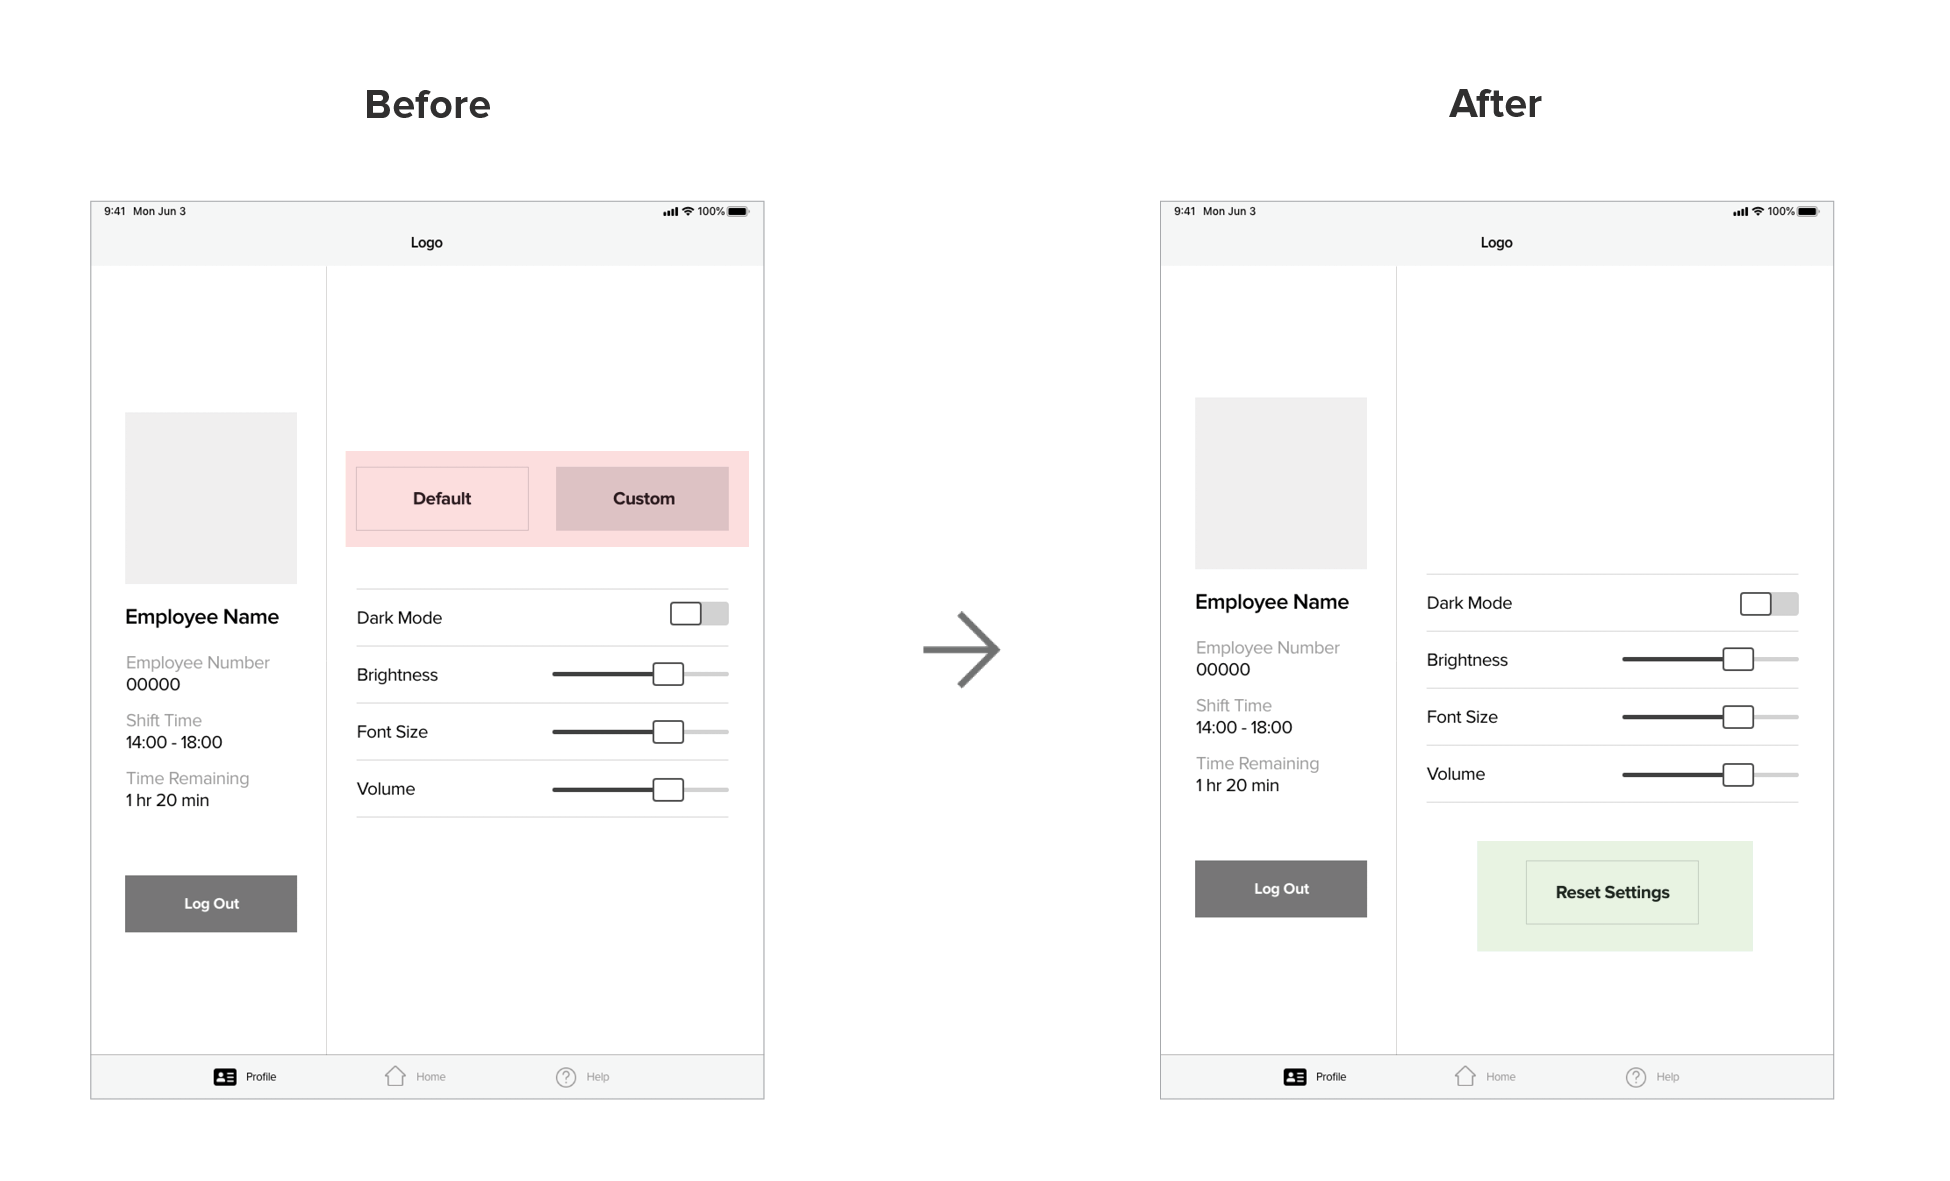 Before
After
9:41 Mon Jun 3
100%
Logo
Default
Custom
Employee Name
Employee Number
00000
Shift Time
14:00 - 18:00
Time Remaining
1 hr 20 min
Log Out
Dark Mode
Brightness
Font Size
Volume
Profile
Home
Help
9:41 Mon Jun 3
100%
Logo
Employee Name
Employee Number
00000
Shift Time
14:00 - 18:00
Time Remaining
1 hr 20 min
Log Out
Dark Mode
Brightness
Font Size
Volume
Reset Settings
Profile
Home
Help